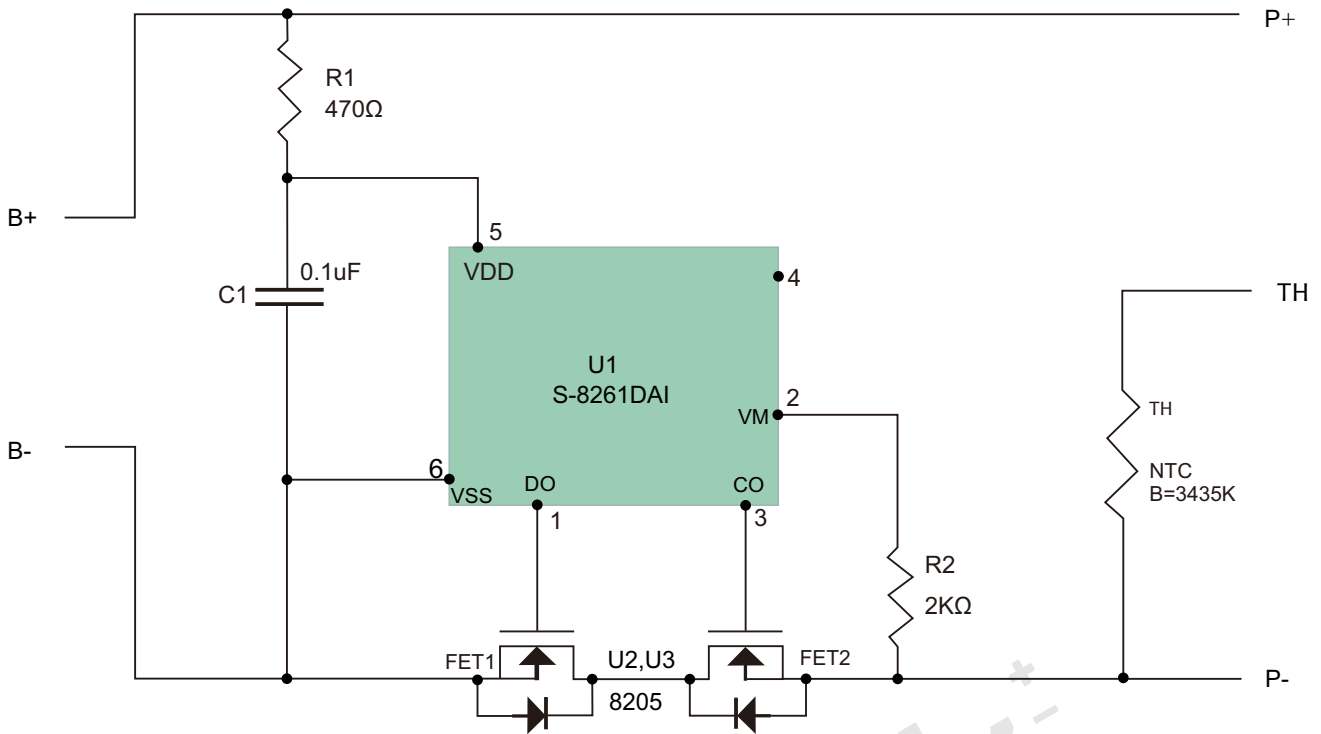 P+
R1
470Ω
B+
5
VDD
4
0.1uF
C1
TH
U1
S-8261DAI
2
VM
TH
B-
6
VSS
DO
CO
NTC
B=3435K
1
3
R2
2KΩ
FET1
U2,U3
FET2
8205
P-